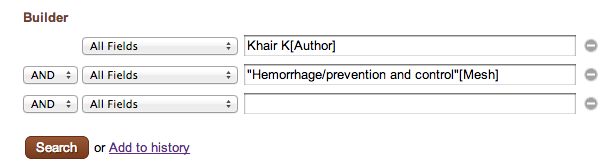 Builder
All Fields Khair K[Author]
AND All Fields "Hemorrhage/prevention and control"[Mesh]
AND All Fields
Search or Add to history